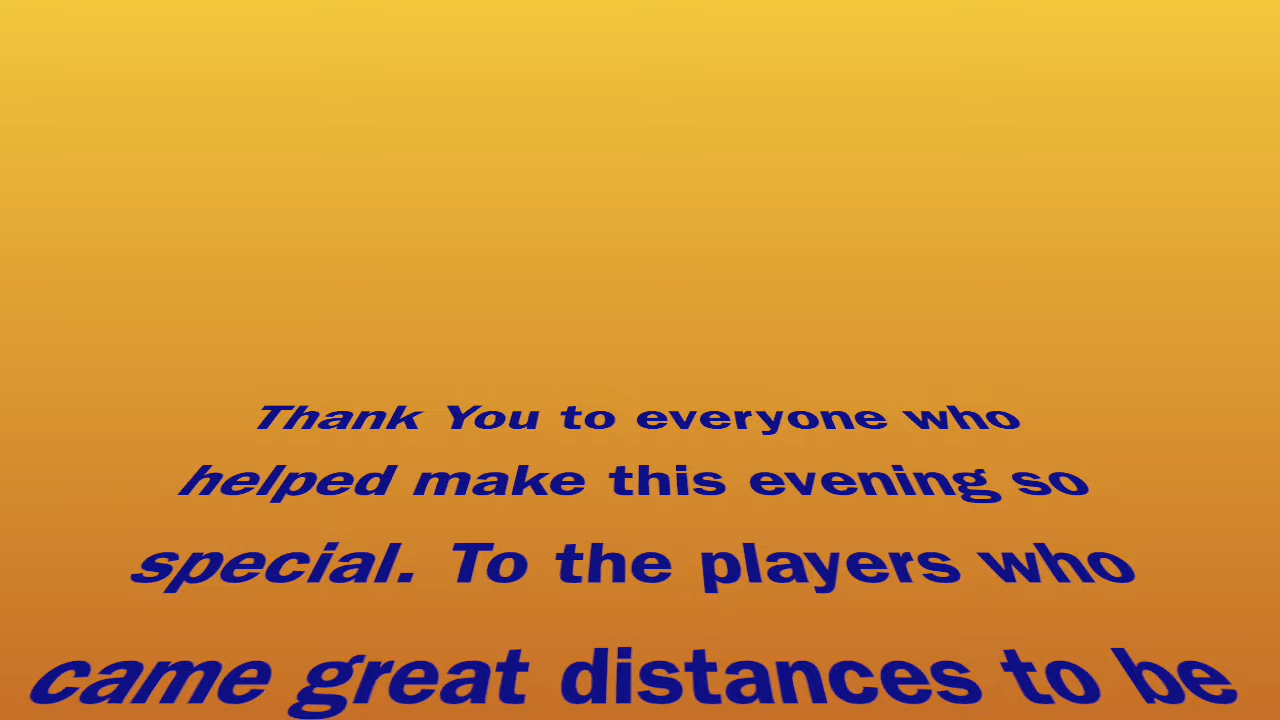 Thank You to everyone who
helped make this evening so
special. To the players who
came great distances to be